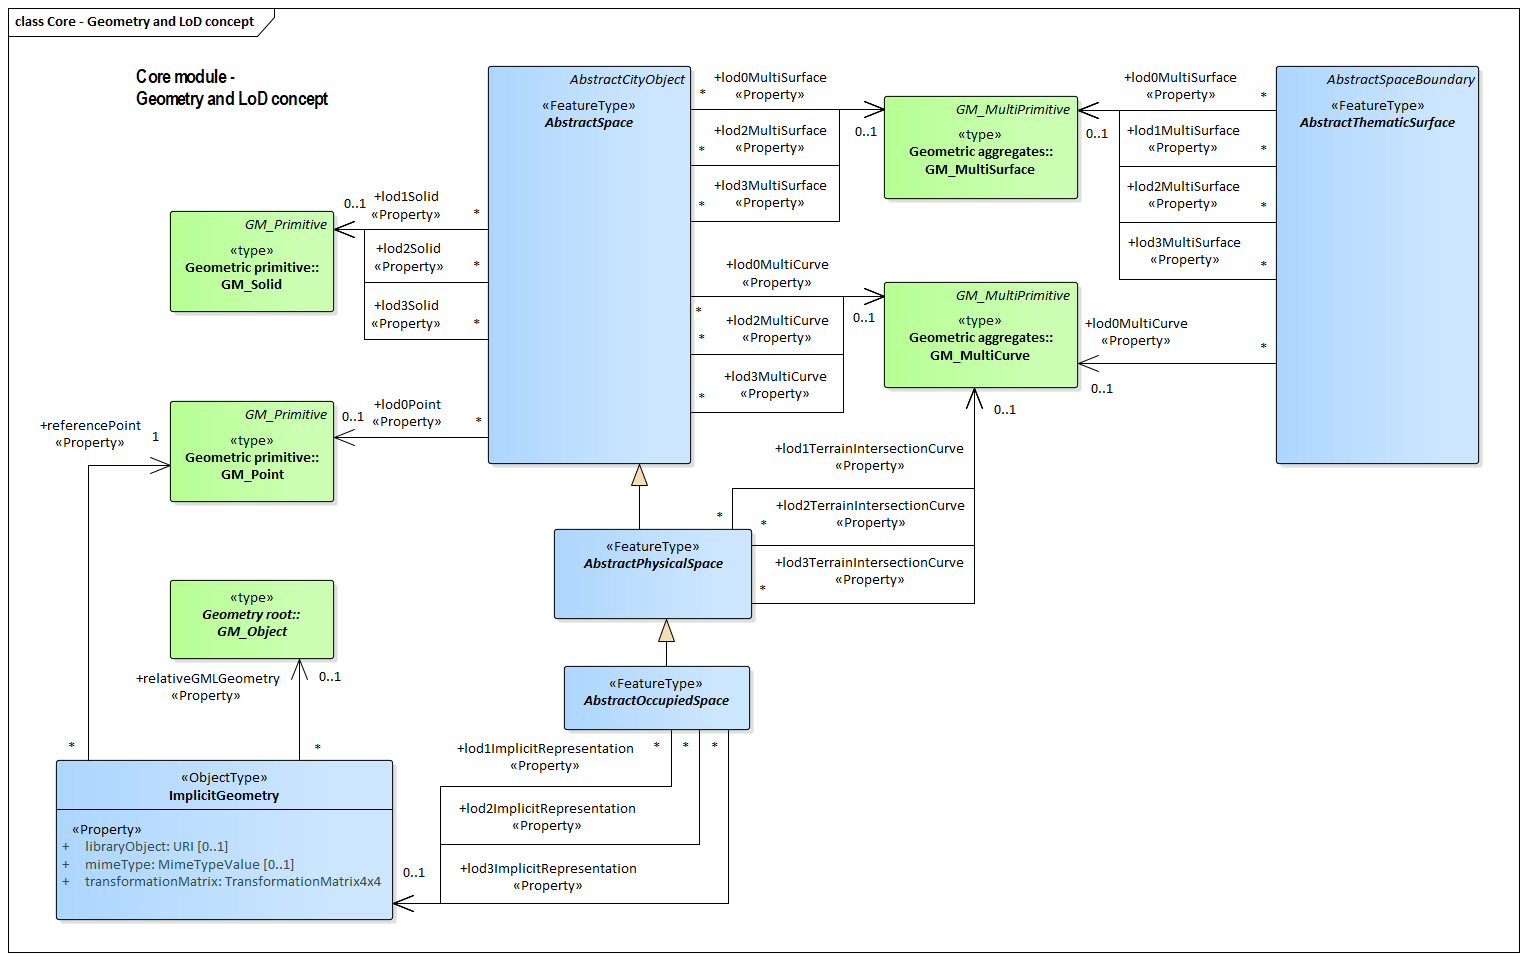 class Core - Geometry and LoD concept
Core module -
Geometry and LoD concept
AbstractCityObject
«FeatureType»
AbstractSpace
+lod0MultiSurface
«Property»
*
0..1
+lod2MultiSurface
«Property»
*
+lod3MultiSurface
«Property»
*
GM_MultiPrimitive
«type»
Geometric aggregates::
GM_MultiSurface
+lod0MultiSurface
«Property»
*
0..1
+lod1MultiSurface
«Property»
*
+lod2MultiSurface
«Property»
*
+lod3MultiSurface
«Property»
*
AbstractSpaceBoundary
«FeatureType»
AbstractThematicSurface
0..1
+lod1Solid
«Property»
*
+lod2Solid
«Property»
*
+lod3Solid
«Property»
*
GM_Primitive
«type»
Geometric primitive::
GM_Solid
+lod0MultiCurve
«Property»
*
0..1
+lod2MultiCurve
«Property»
*
+lod3MultiCurve
«Property»
*
GM_MultiPrimitive
«type»
Geometric aggregates::
GM_MultiCurve
+lod0MultiCurve
«Property»
*
0..1
0..1
+lod0Point
«Property»
*
0..1
GM_Primitive
«type»
Geometric primitive::
GM_Point
+referencePoint
«Property»
1
+lod1TerrainIntersectionCurve
«Property»
*
+lod2TerrainIntersectionCurve
«Property»
*
+lod3TerrainIntersectionCurve
«Property»
*
«FeatureType»
AbstractPhysicalSpace
«type»
Geometry root::
GM_Object
+relativeGMLGeometry
«Property»
0..1
*
*
«FeatureType»
AbstractOccupiedSpace
+lod1ImplicitRepresentation
«Property»
*
*
*
+lod2ImplicitRepresentation
«Property»
+lod3ImplicitRepresentation
«Property»
0..1
«ObjectType»
ImplicitGeometry
«Property»
+ libraryObject: URI [0..1]
+ mimeType: MimeTypeValue [0..1]
+ transformationMatrix: TransformationMatrix4x4